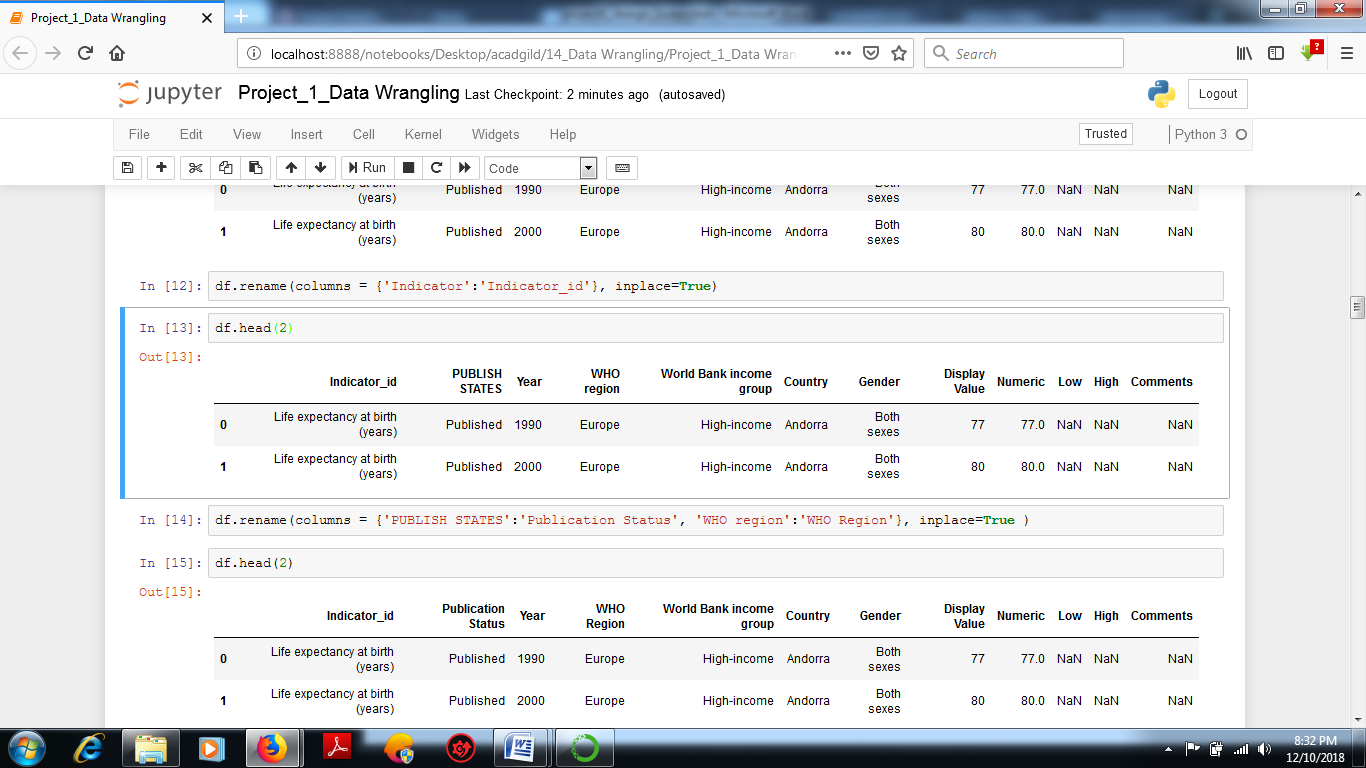 Project_1_Data Wrangling
localhost:8888/notebooks/Desktop/acadgild/14_Data Wrangling/Project_1_Data Wran
Search
jupyter Project_1_Data Wrangling Last Checkpoint: 2 minutes ago (autosaved)
Logout
File Edit View Insert Cell Kernel Widgets Help
Trusted Python 3
Run Code
0 Life expectancy at birth (years) Published 1990 Europe High-income Andorra Both sexes 77 77.0 NaN NaN NaN
1 Life expectancy at birth (years) Published 2000 Europe High-income Andorra Both sexes 80 80.0 NaN NaN NaN
In [12]: df.rename(columns = {'Indicator':'Indicator_id'}, inplace=True)
In [13]: df.head(2)
Out[13]:
Indicator_id PUBLISH STATES Year WHO region World Bank income group Country Gender Display Value Numeric Low High Comments
0 Life expectancy at birth (years) Published 1990 Europe High-income Andorra Both sexes 77 77.0 NaN NaN NaN
1 Life expectancy at birth (years) Published 2000 Europe High-income Andorra Both sexes 80 80.0 NaN NaN NaN
In [14]: df.rename(columns = {'PUBLISH STATES':'Publication Status', 'WHO region':'WHO Region'}, inplace=True )
In [15]: df.head(2)
Out[15]:
Indicator_id Publication Status Year WHO Region World Bank income group Country Gender Display Value Numeric Low High Comments
0 Life expectancy at birth (years) Published 1990 Europe High-income Andorra Both sexes 77 77.0 NaN NaN NaN
1 Life expectancy at birth (years) Published 2000 Europe High-income Andorra Both sexes 80 80.0 NaN NaN NaN
8:32 PM
12/10/2018